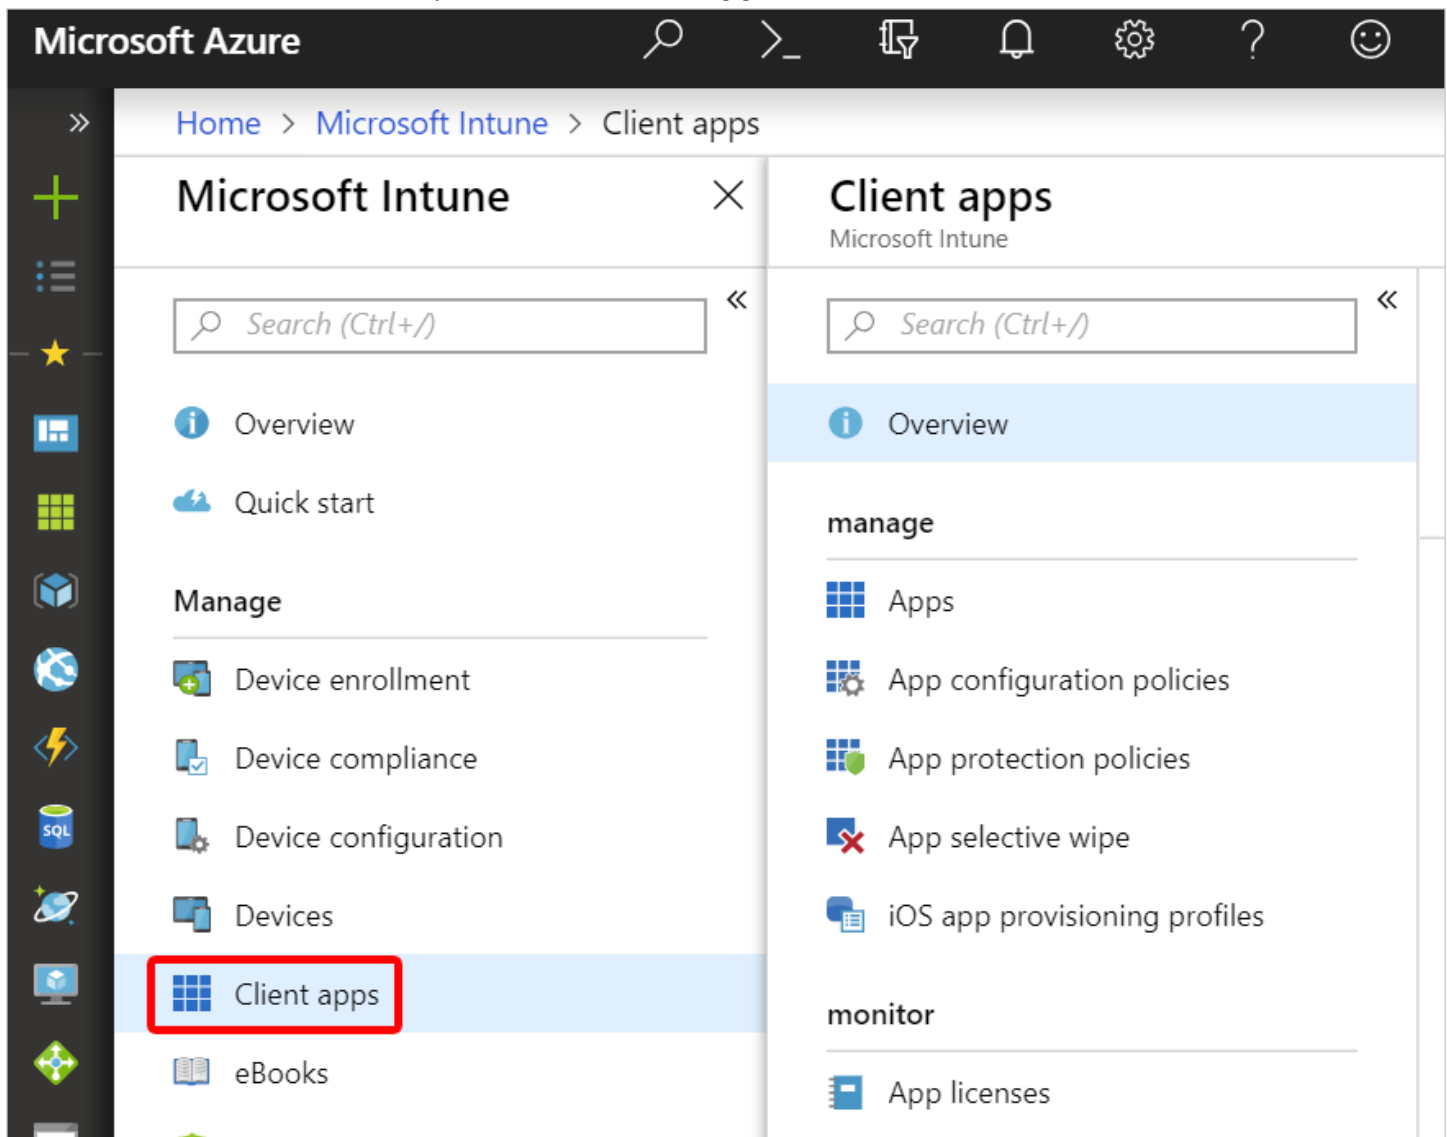 Microsoft Azure
Home > Microsoft Intune > Client apps
Microsoft Intune
Search (Ctrl+/)
Overview
Quick start
Manage
Device enrollment
Device compliance
SQL
Device configuration
Devices
Client apps
eBooks
Client apps
Microsoft Intune
Search (Ctrl+/)
Overview
manage
Apps
App configuration policies
App protection policies
App selective wipe
iOS app provisioning profiles
monitor
App licenses